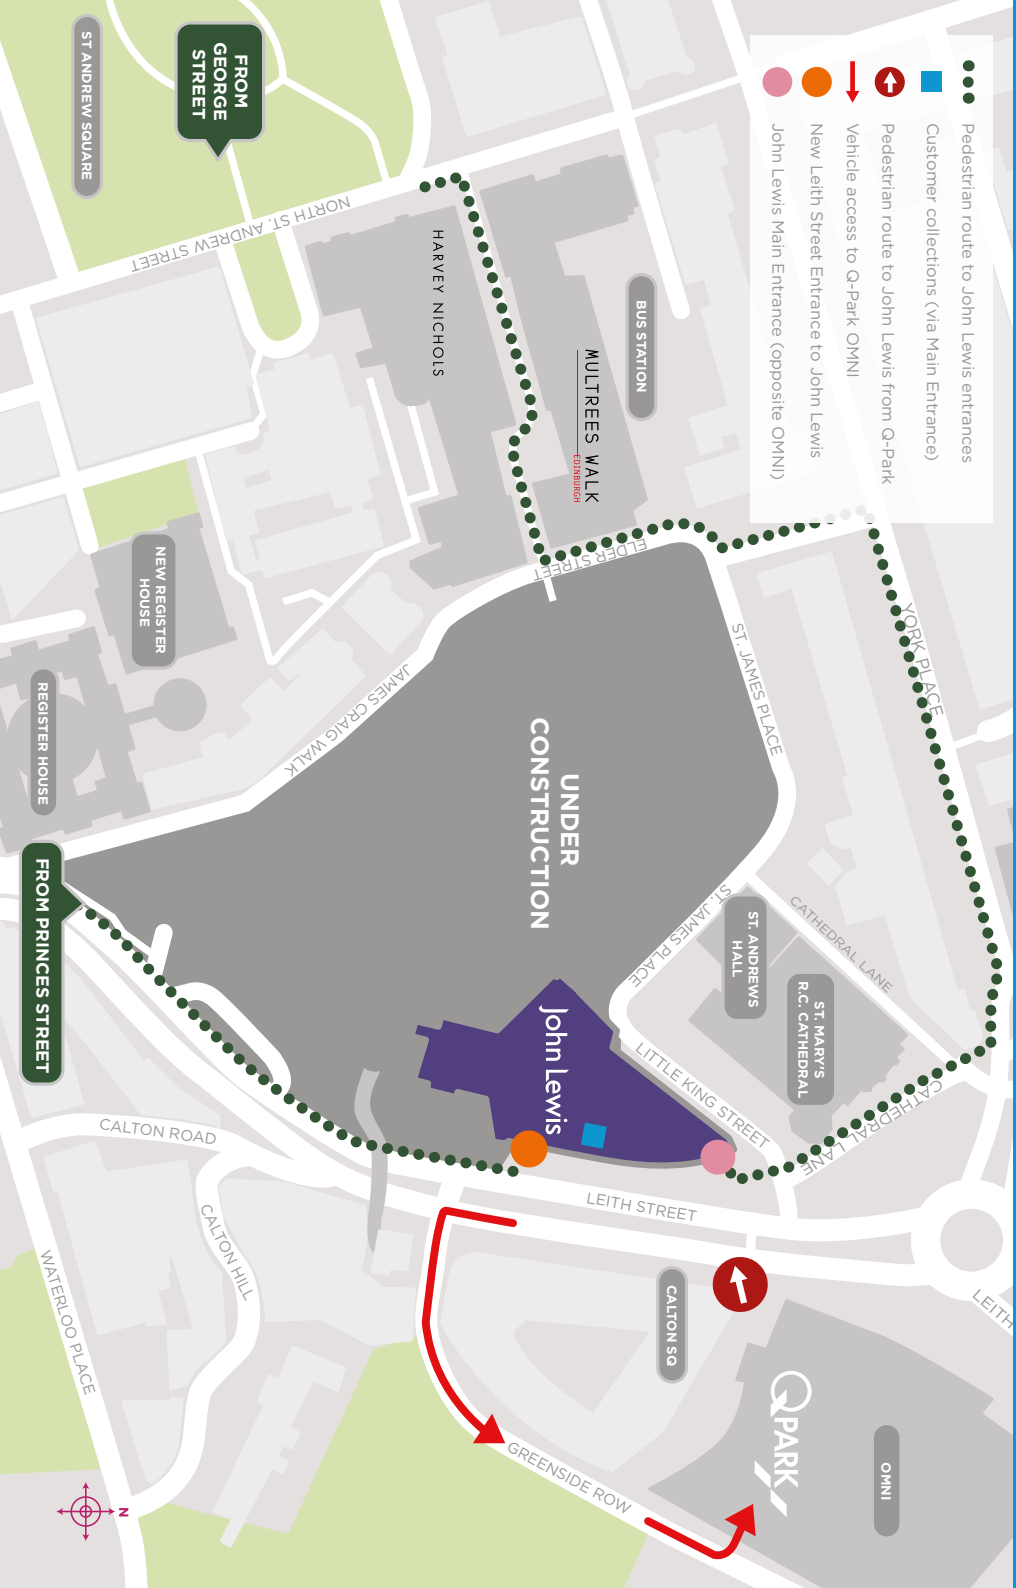 Pedestrian route to John Lewis entrances
Customer collections (via Main Entrance)
Pedestrian route to John Lewis from Q-Park
Vehicle access to Q-Park OMNI
New Leith Street Entrance to John Lewis
John Lewis Main Entrance (opposite OMNI)
FROM
GEORGE
STREET
ST ANDREW SQUARE
NORTH ST. ANDREW STREET
HARVEY NICHOLS
MULTREES WALK
EDINBURGH
BUS STATION
ELDER STREET
YORK PLACE
ST. JAMES PLACE
NEW REGISTER
HOUSE
REGISTER HOUSE
JAMES CRAIG WALK
UNDER
CONSTRUCTION
FROM PRINCES STREET
ST. JAMES PLACE
CATHEDRAL LANE
ST. ANDREWS
HALL
ST. MARY'S
R.C. CATHEDRAL
LITTLE KING STREET
CATHEDRAL LANE
John Lewis
LEITH STREET
CALTON ROAD
CALTON HILL
WATERLOO PLACE
CALTON SQ
LEITH
Q PARK
OMNI
GREENSIDE ROW
N